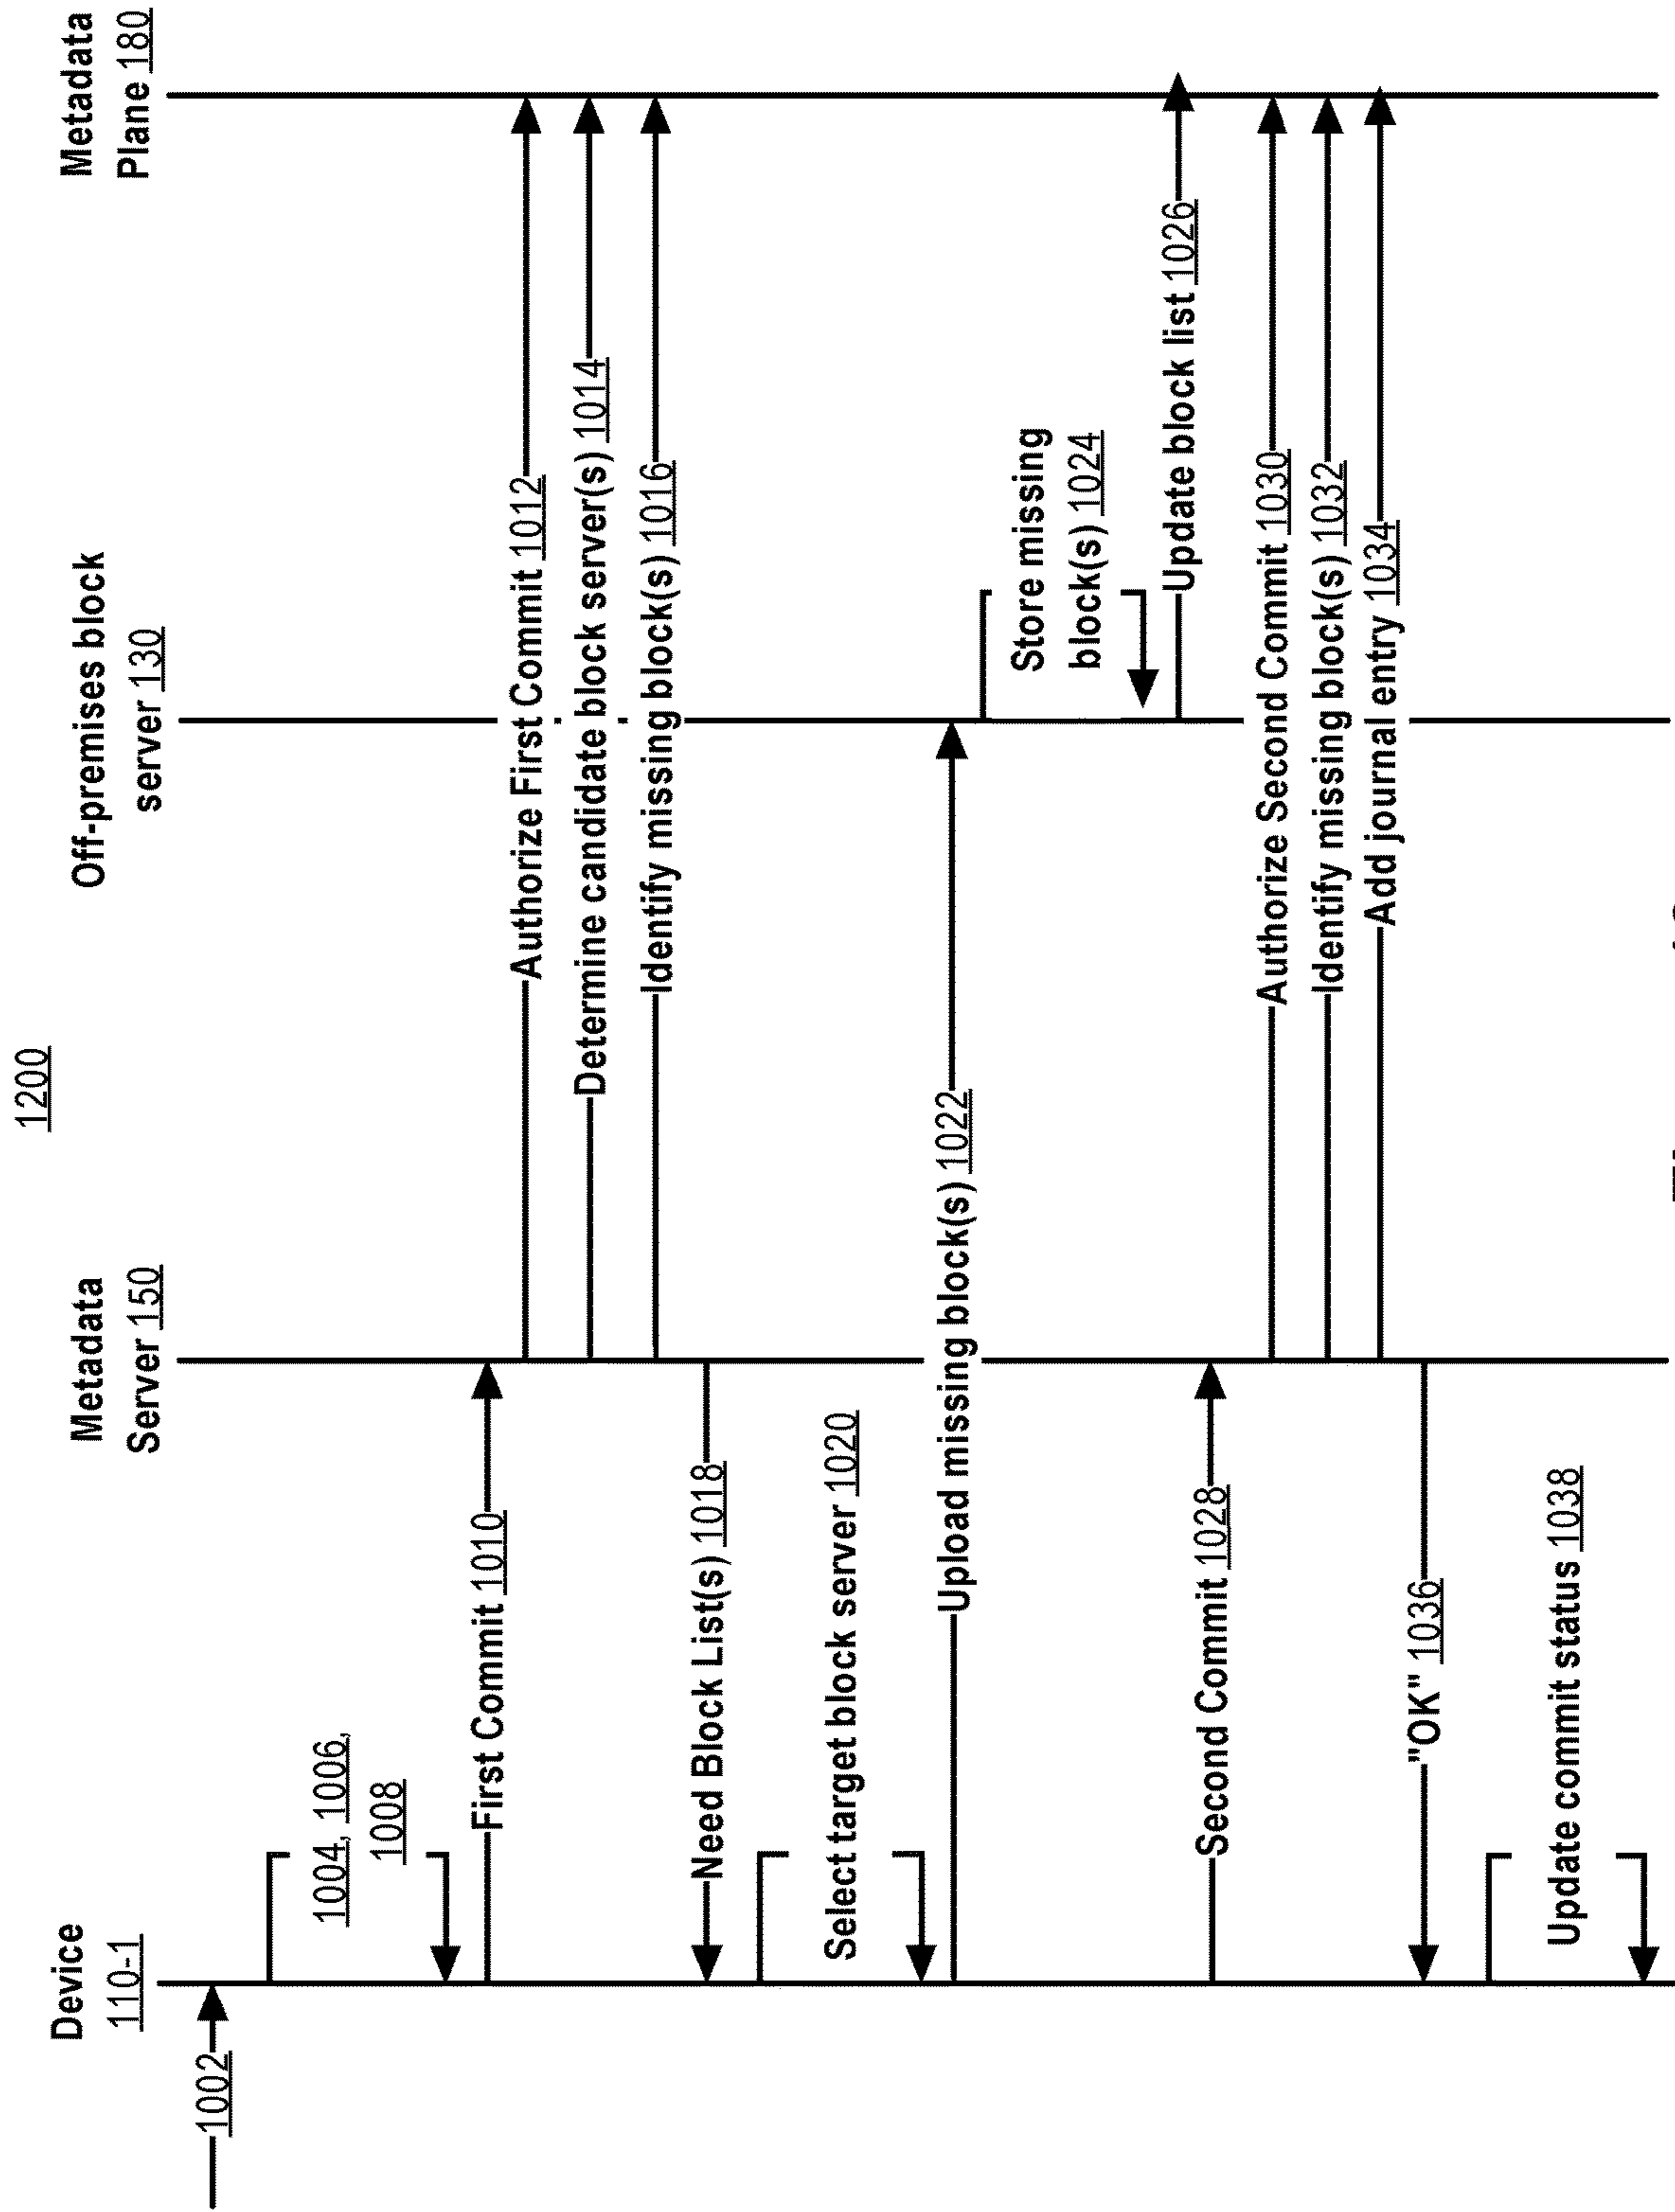 1200
Device
110-1
Metadata
Server 150
Off-premises block
server 130
Metadata
Plane 180
1002
1004, 1006,
1008
First Commit 1010
Authorize First Commit 1012
Determine candidate block server(s) 1014
Identify missing block(s) 1016
Need Block List(s) 1018
Select target block server 1020
Upload missing block(s) 1022
Store missing
block(s) 1024
Update block list 1026
Second Commit 1028
Authorize Second Commit 1030
Identify missing block(s) 1032
Add journal entry 1034
"OK" 1036
Update commit status 1038